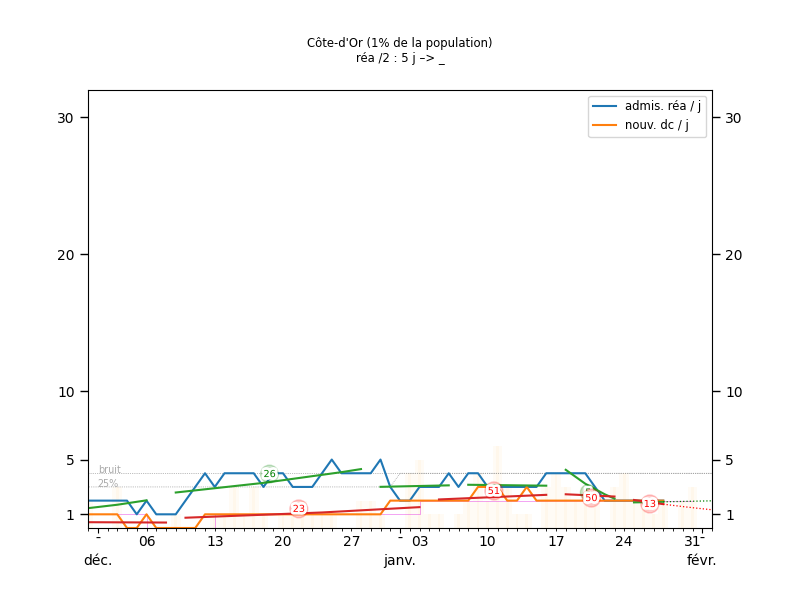 Côte-d'Or (1% de la population)
réa /2 : 5 j –> _
admis. réa / j
nouv. dc / j
30 30
20 20
10 10
5 5
1 1
bruit
25%
26
23
51
50
13
- 06 13 20 27 - 03 10 17 24 31-
déc. janv. févr.